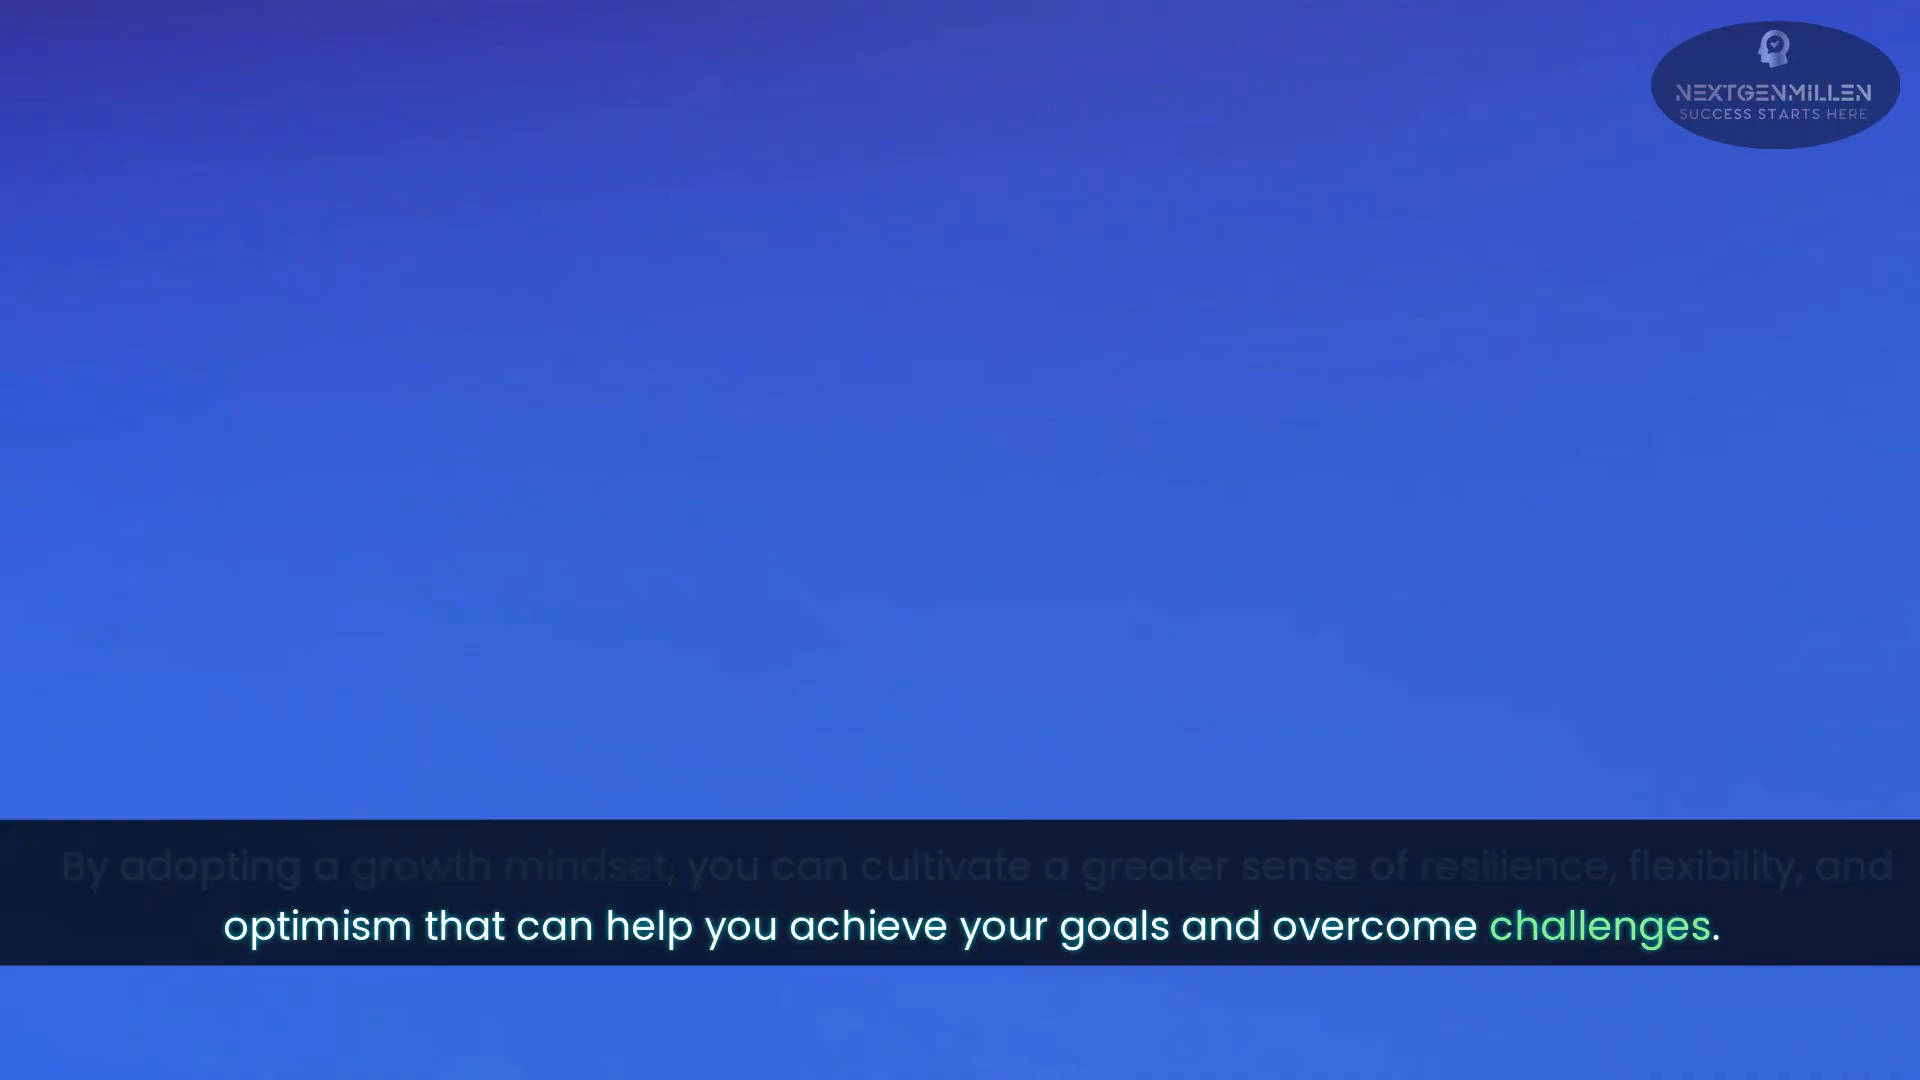 NEXTGENMILLEN
SUCCESS STARTS HERE
By adopting a growth mindset, you can cultivate a greater sense of resilience, flexibility, and
optimism that can help you achieve your goals and overcome challenges.